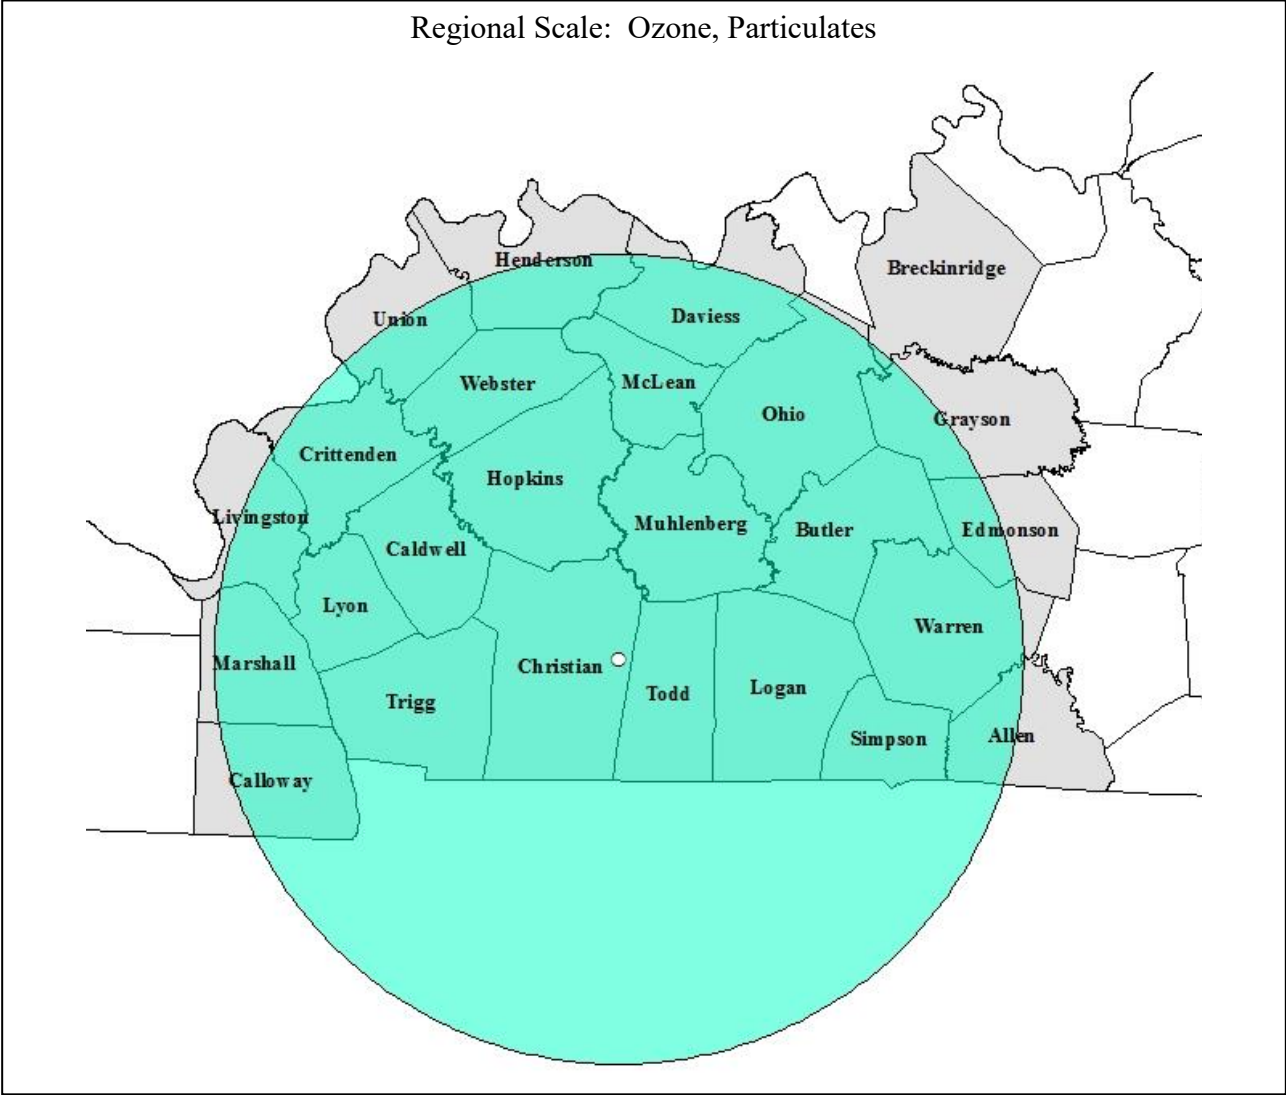 Regional Scale:  Ozone, Particulates
Henderson
Breckinridge
Union
Daviess
Webster
McLean
Ohio
Grayson
Crittenden
Hopkins
Livingston
Muhlenberg
Butler
Edmonson
Caldwell
Lyon
Warren
Marshall
Christian
Trigg
Todd
Logan
Simpson
Allen
Calloway